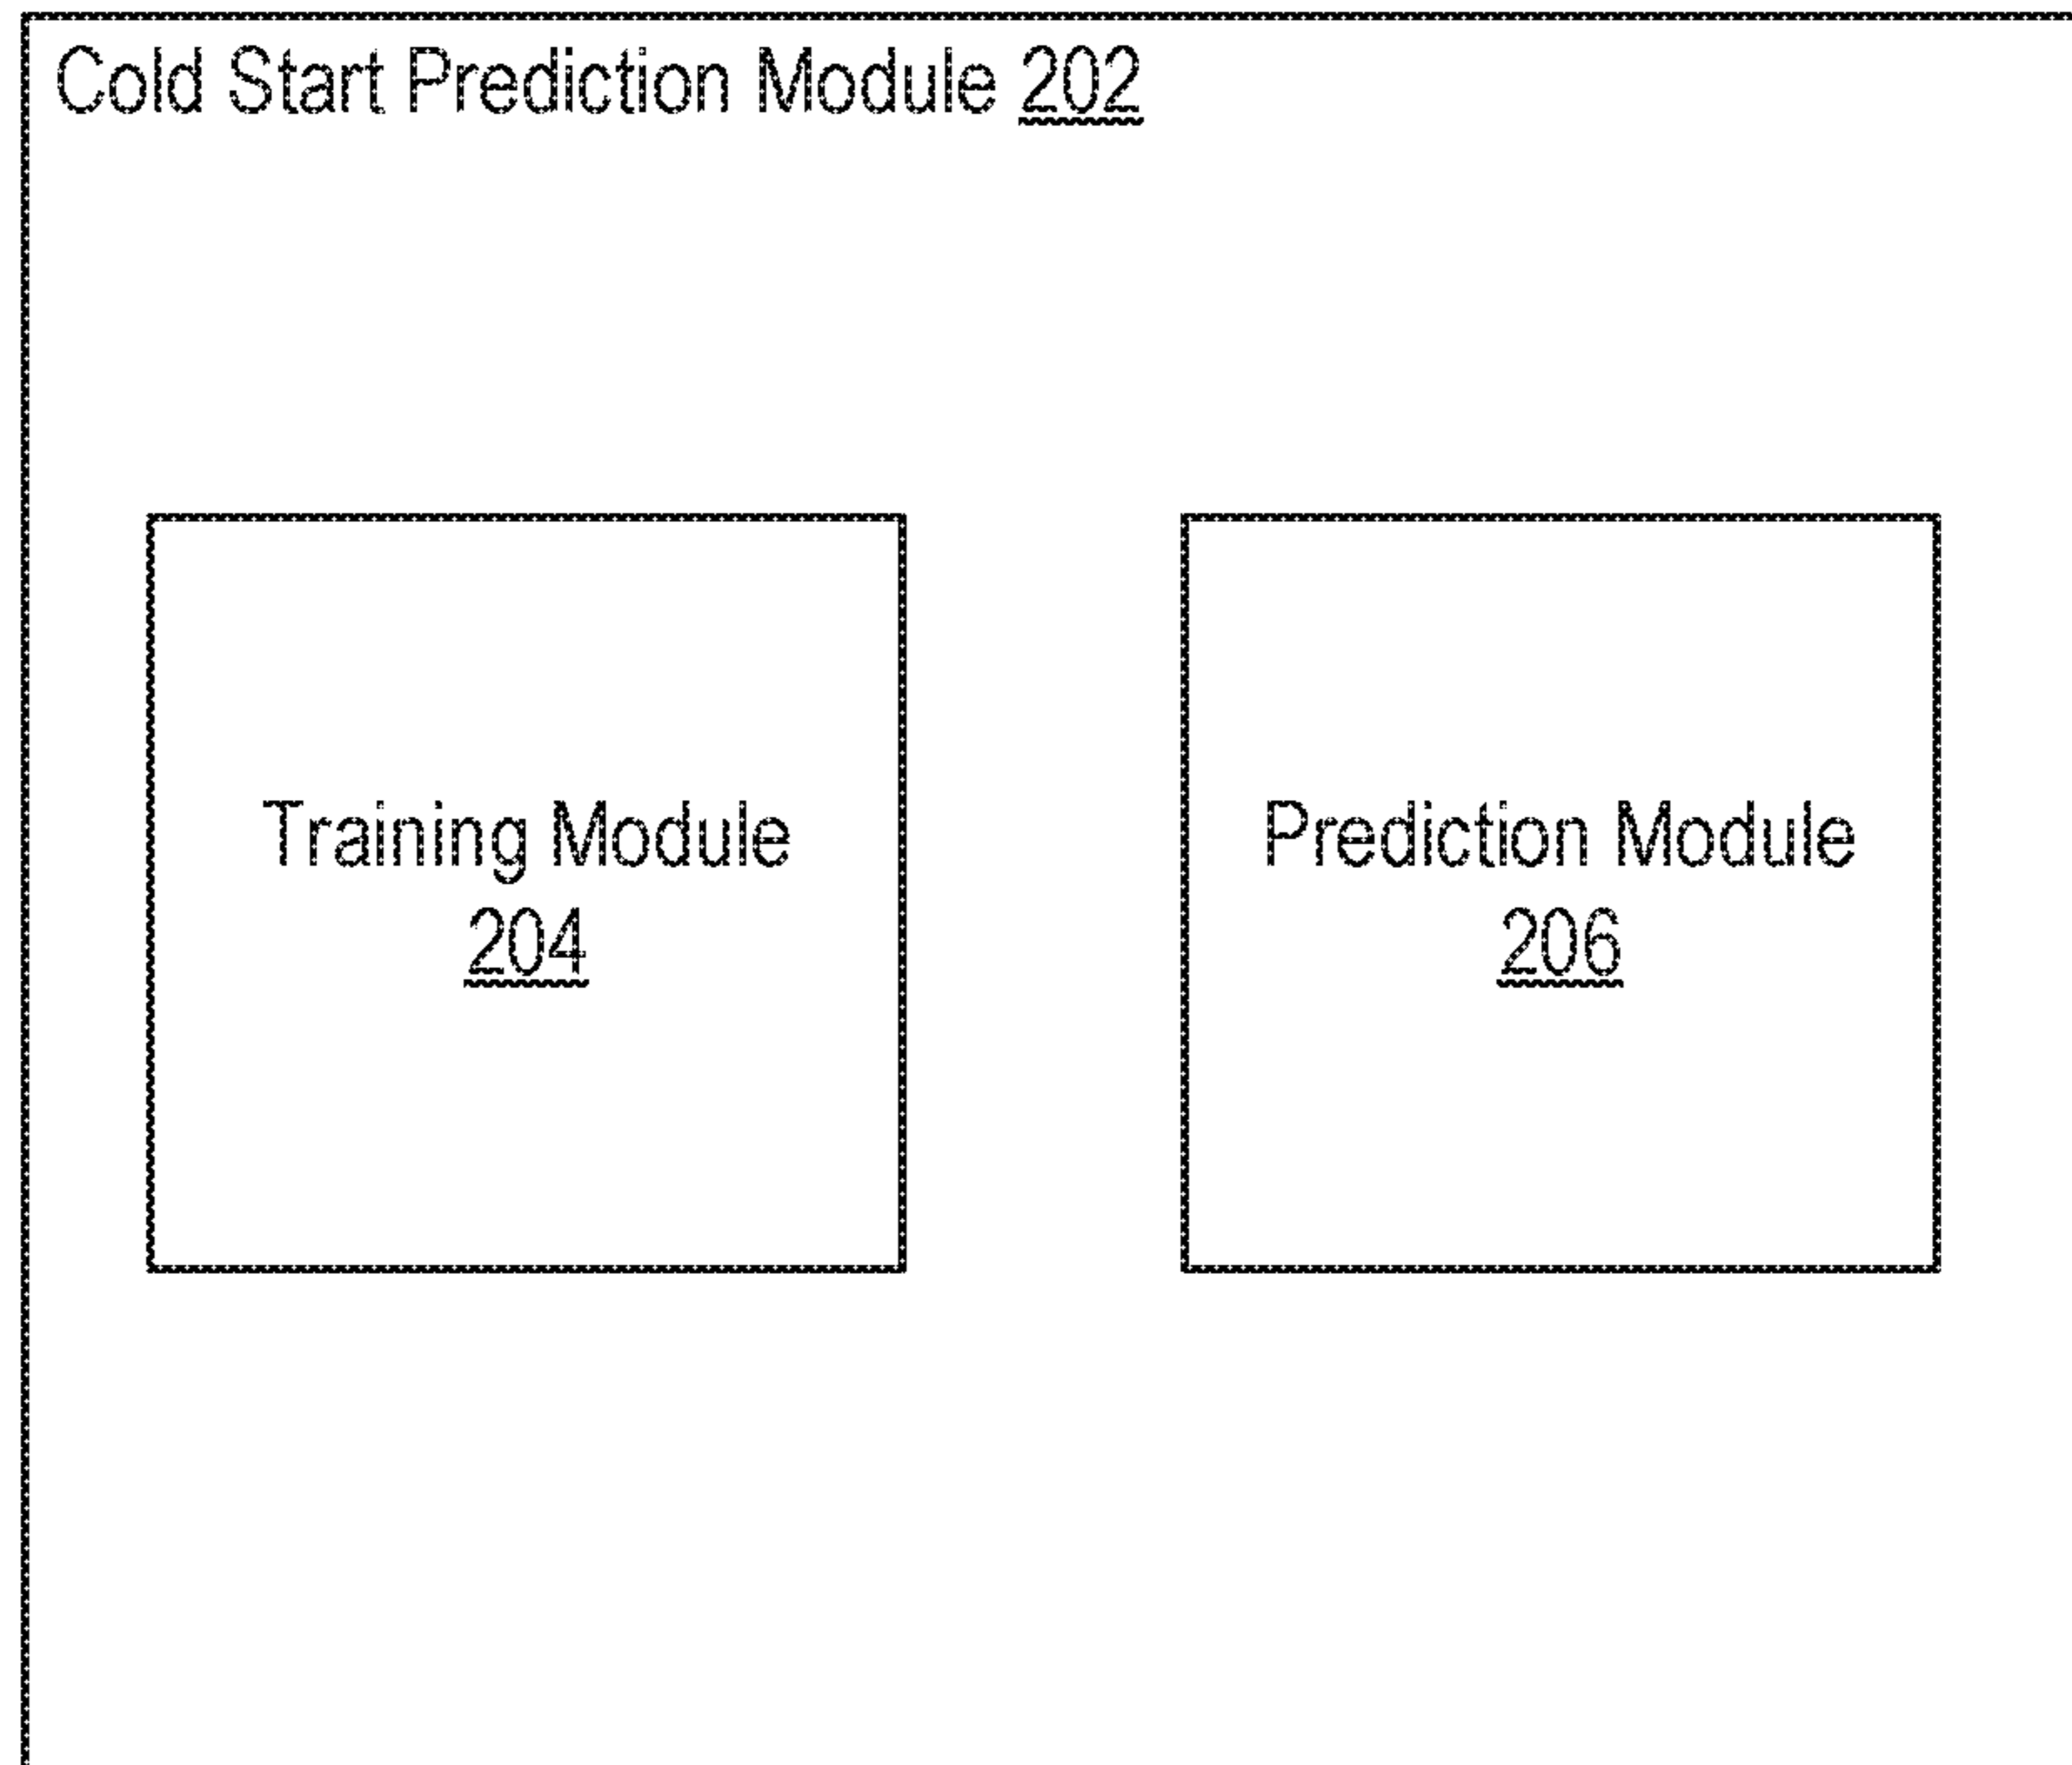 Cold Start Prediction Module 202
Training Module
204
Prediction Module
206